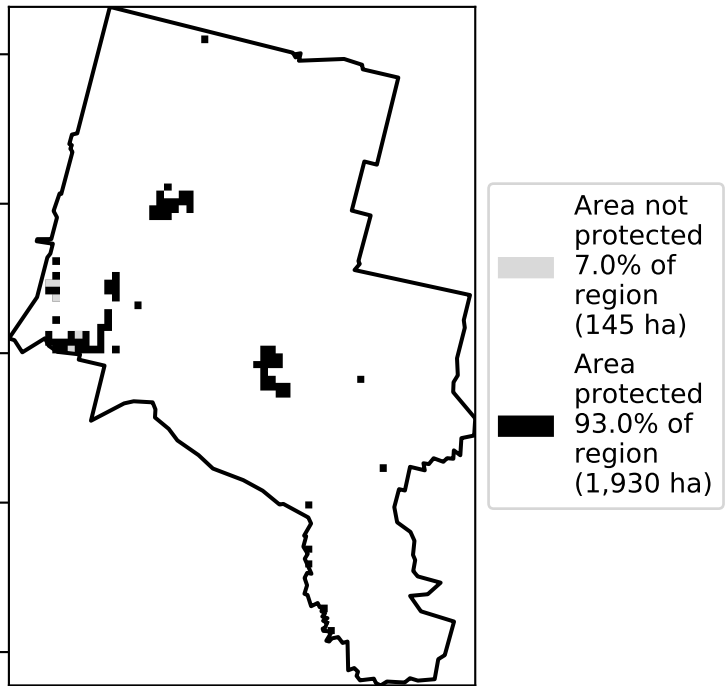 Area not
protected
7.0% of
region
(145 ha)
Area
protected
93.0% of
region
(1,930 ha)